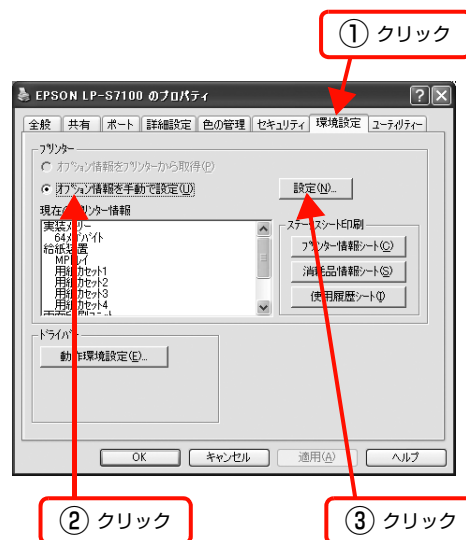 ① クリック
EPSON LP-S7100 のプロパティ
全般 共有 ポート 詳細設定 色の管理 セキュリティ 環境設定 ユーティリティー
プリンター
オプション情報をプリンターから取得(P)
オプション情報を手動で設定(U)
設定(N)...
現在のプリンター情報
実装メモリー
64メガバイト
給紙装置
MPトレイ
用紙カセット1
用紙カセット2
用紙カセット3
用紙カセット4
両面印刷ユニット
ステータスシート印刷
プリンター情報シート(C)
消耗品情報シート(S)
使用履歴シート(I)
ドライバー
動作環境設定(E)...
OK キャンセル 適用(A) ヘルプ
② クリック
③ クリック